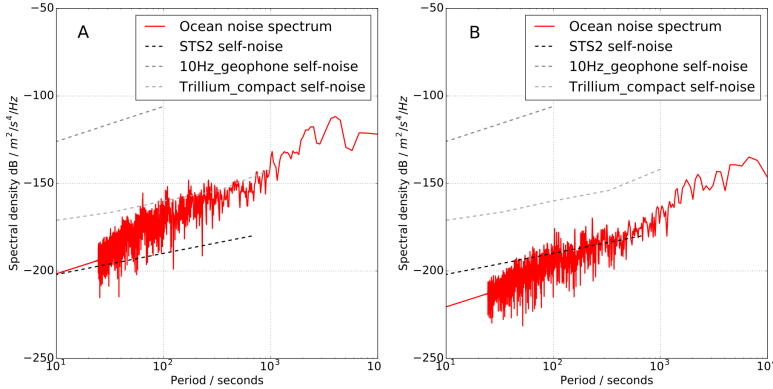 A
Ocean noise spectrum
STS2 self-noise
10Hz_geophone self-noise
Trillium_compact self-noise
−50
−100
−150
−200
−250
Spectral density dB / m²/s⁴/Hz
10¹
10²
10³
10
Period / seconds
B
Ocean noise spectrum
STS2 self-noise
10Hz_geophone self-noise
Trillium_compact self-noise
−50
−100
−150
−200
−250
Spectral density dB / m²/s⁴/Hz
10¹
10²
10³
10
Period / seconds